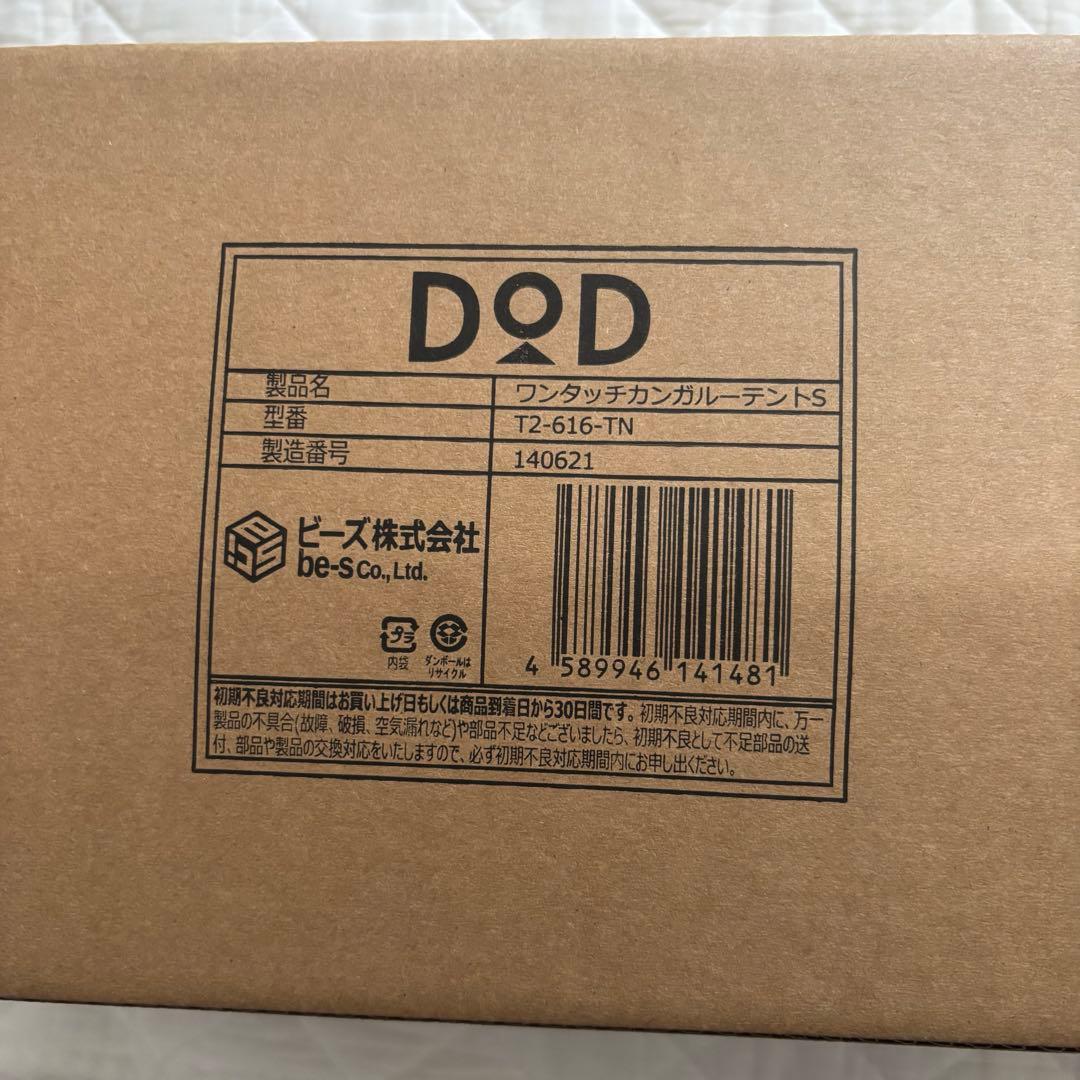 DOD
製品名 ワンタッチカンガルーテントS
型番 T2-616-TN
製造番号 140621
ビーズ株式会社
be-s Co., Ltd.
プラ
内袋
ダンボールは
リサイクル
4 589946 141481
初期不良対応期間はお買い上げ日もしくは商品到着日から30日間です。初期不良対応期間内に、万一
製品の不具合(故障、破損、空気漏れなど)や部品不足などございましたら、初期不良として不足部品の送
付、部品や製品の交換対応をいたしますので、必ず初期不良対応期間内にお申し出ください。